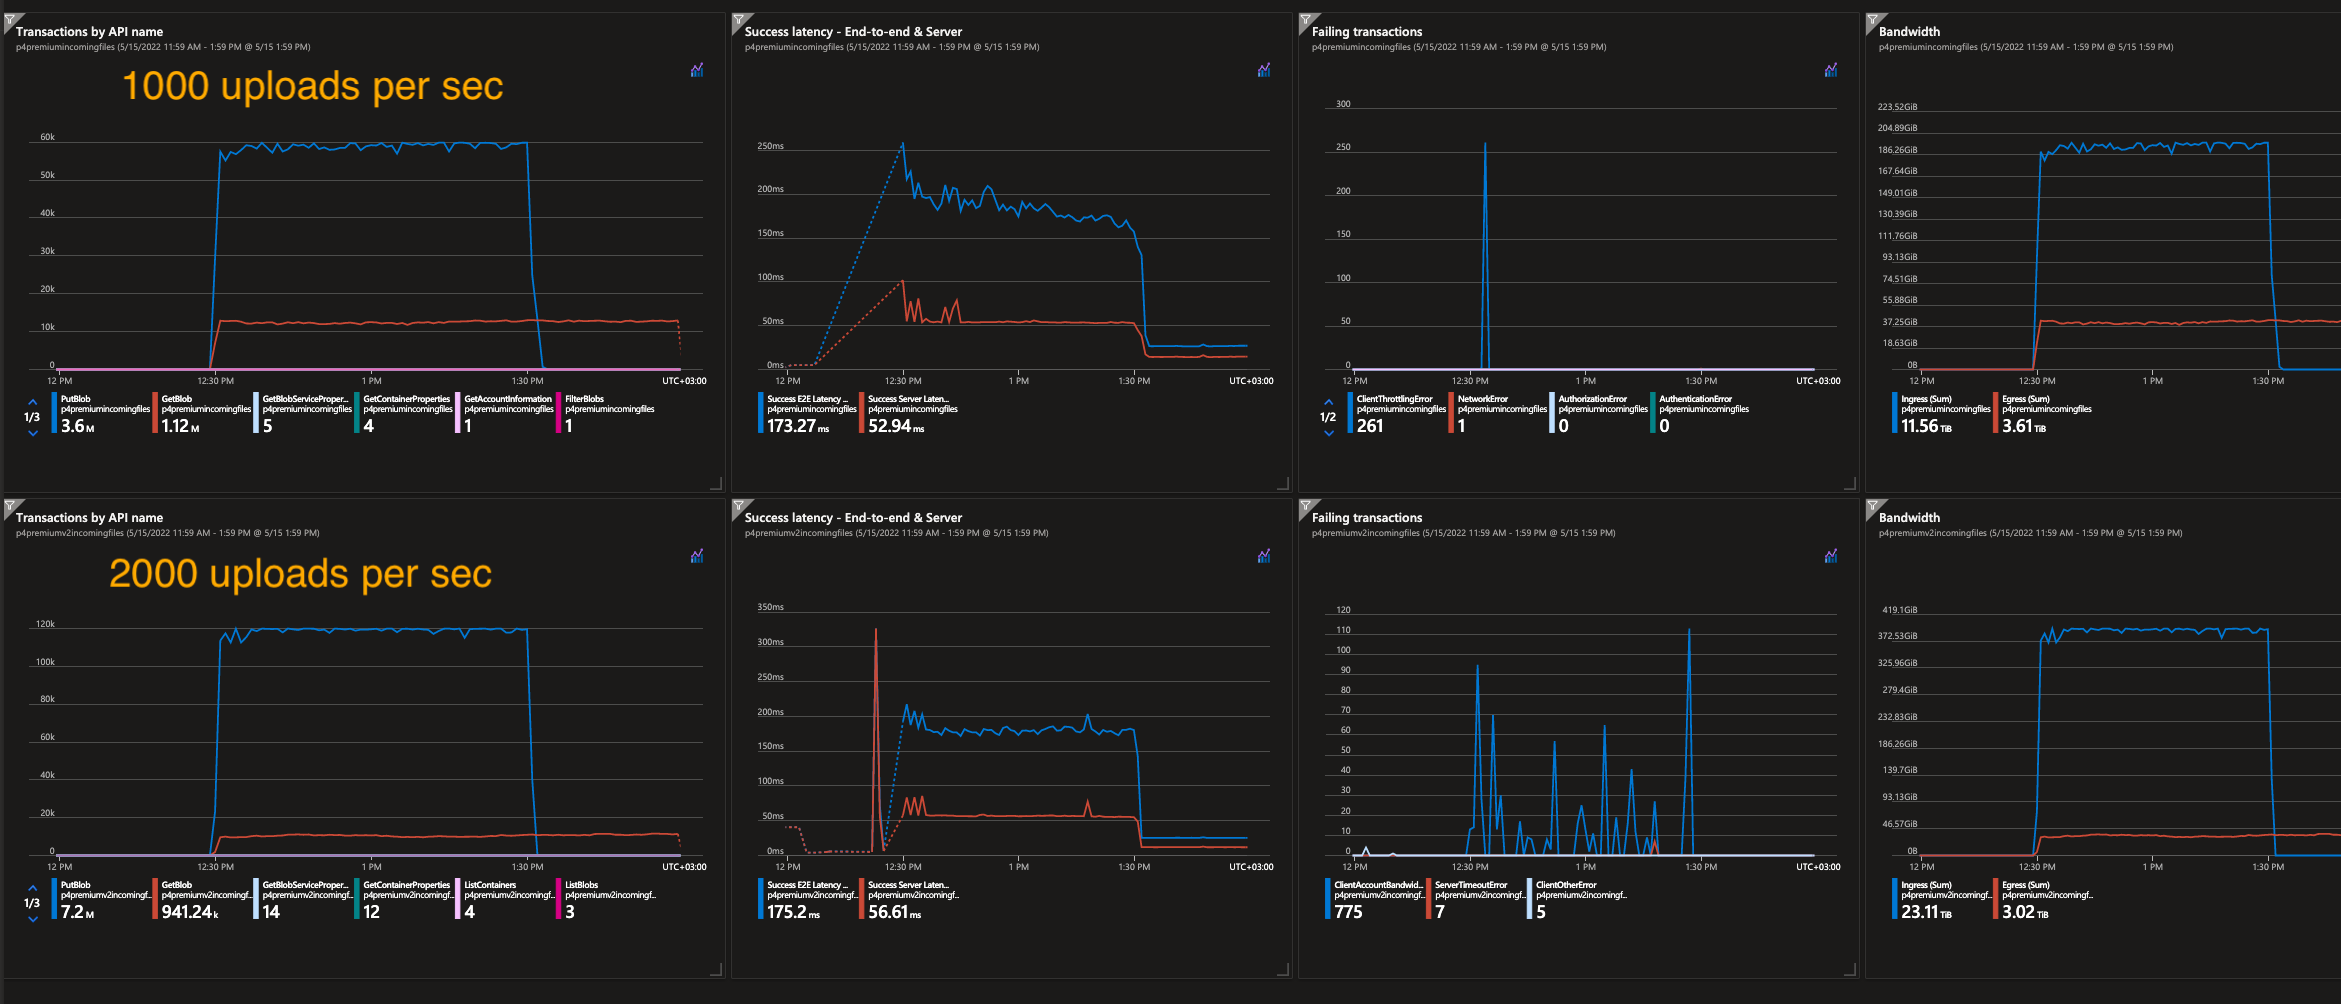 Transactions by API name
p4premiumincomingfiles (5/15/2022 11:59 AM - 1:59 PM @ 5/15 1:59 PM)
1000 uploads per sec
60k
50k
40k
30k
20k
10k
0
12 PM 12:30 PM 1 PM 1:30 PM UTC+03:00
1/3
PutBlob GetBlob GetBlobServiceProper... GetContainerProperties GetAccountInformation FilterBlobs
p4premiumincomingfiles p4premiumincomingfiles p4premiumincomingfiles p4premiumincomingfiles p4premiumincomingfiles p4premiumincomingfiles
3.6 M 1.12 M 5 4 1 1
Success latency - End-to-end & Server
p4premiumincomingfiles (5/15/2022 11:59 AM - 1:59 PM @ 5/15 1:59 PM)
250ms
200ms
150ms
100ms
50ms
0ms
12 PM 12:30 PM 1 PM 1:30 PM UTC+03:00
Success E2E Latency ... Success Server Laten...
p4premiumincomingfiles p4premiumincomingfiles
173.27 ms 52.94 ms
Failing transactions
p4premiumincomingfiles (5/15/2022 11:59 AM - 1:59 PM @ 5/15 1:59 PM)
300
250
200
150
100
50
0
12 PM 12:30 PM 1 PM 1:30 PM UTC+03:00
1/2
ClientThrottlingError NetworkError AuthorizationError AuthenticationError
p4premiumincomingfiles p4premiumincomingfiles p4premiumincomingfiles p4premiumincomingfiles
261 1 0 0
Bandwidth
p4premiumincomingfiles (5/15/2022 11:59 AM - 1:59 PM @ 5/15 1:59 PM)
223.52GiB
204.89GiB
186.26GiB
167.64GiB
149.01GiB
130.39GiB
111.76GiB
93.13GiB
74.51GiB
55.88GiB
37.25GiB
18.63GiB
0B
12 PM 12:30 PM 1 PM 1:30 PM
Ingress (Sum) Egress (Sum)
p4premiumincomingfiles p4premiumincomingfiles
11.56 TiB 3.61 TiB
Transactions by API name
p4premiumv2incomingfiles (5/15/2022 11:59 AM - 1:59 PM @ 5/15 1:59 PM)
2000 uploads per sec
120k
100k
80k
60k
40k
20k
0
12 PM 12:30 PM 1 PM 1:30 PM UTC+03:00
1/3
PutBlob GetBlob GetBlobServiceProper... GetContainerProperties ListContainers ListBlobs
p4premiumv2incomingf... p4premiumv2incomingf... p4premiumv2incomingf... p4premiumv2incomingf... p4premiumv2incomingf... p4premiumv2incomingf...
7.2 M 941.24 k 14 12 4 3
Success latency - End-to-end & Server
p4premiumv2incomingfiles (5/15/2022 11:59 AM - 1:59 PM @ 5/15 1:59 PM)
350ms
300ms
250ms
200ms
150ms
100ms
50ms
0ms
12 PM 12:30 PM 1 PM 1:30 PM UTC+03:00
Success E2E Latency ... Success Server Laten...
p4premiumv2incomingf... p4premiumv2incomingf...
175.2 ms 56.61 ms
Failing transactions
p4premiumv2incomingfiles (5/15/2022 11:59 AM - 1:59 PM @ 5/15 1:59 PM)
120
110
100
90
80
70
60
50
40
30
20
10
0
12 PM 12:30 PM 1 PM 1:30 PM UTC+03:00
ClientAccountBandwid... ServerTimeoutError ClientOtherError
p4premiumv2incomingf... p4premiumv2incomingf... p4premiumv2incomingf...
775 7 5
Bandwidth
p4premiumv2incomingfiles (5/15/2022 11:59 AM - 1:59 PM @ 5/15 1:59 PM)
419.1GiB
372.53GiB
325.96GiB
279.4GiB
232.83GiB
186.26GiB
139.7GiB
93.13GiB
46.57GiB
0B
12 PM 12:30 PM 1 PM 1:30 PM
Ingress (Sum) Egress (Sum)
p4premiumv2incomingf... p4premiumv2incomingf...
23.11 TiB 3.02 TiB